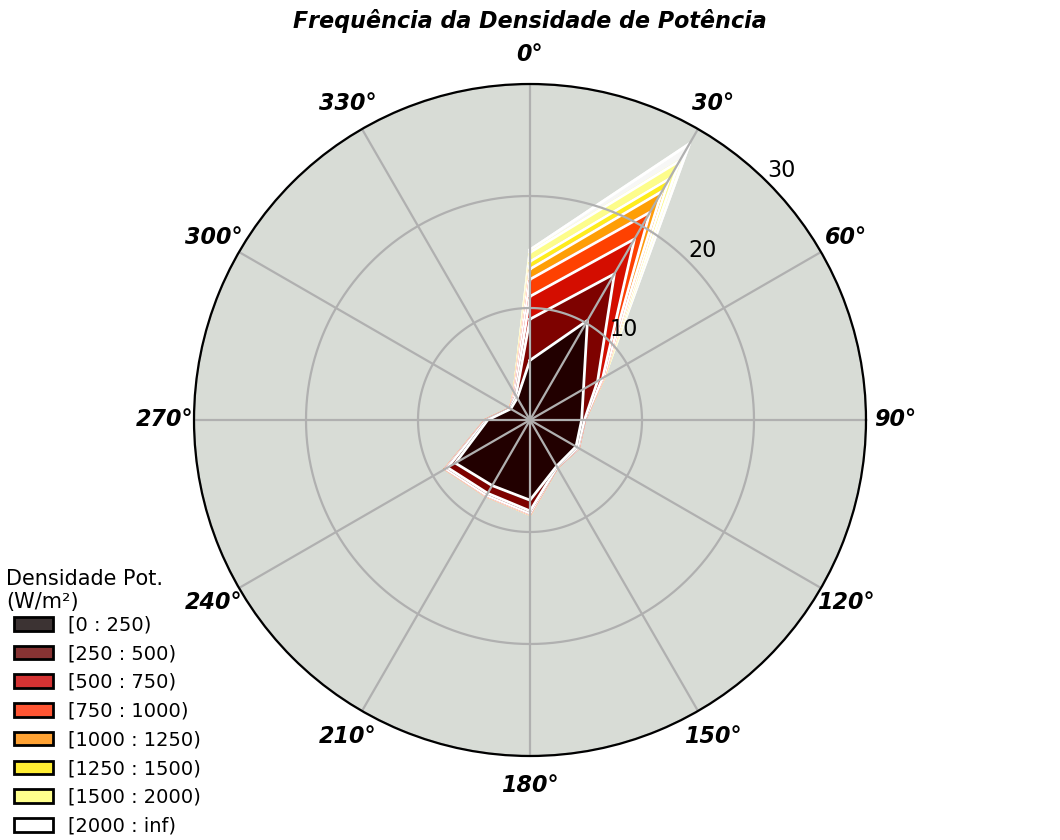 Frequência da Densidade de Potência
0°
330°
30°
30
300°
60°
20
10
270°
90°
240°
120°
210°
150°
180°
Densidade Pot.
(W/m²)
[0 : 250)
[250 : 500)
[500 : 750)
[750 : 1000)
[1000 : 1250)
[1250 : 1500)
[1500 : 2000)
[2000 : inf)